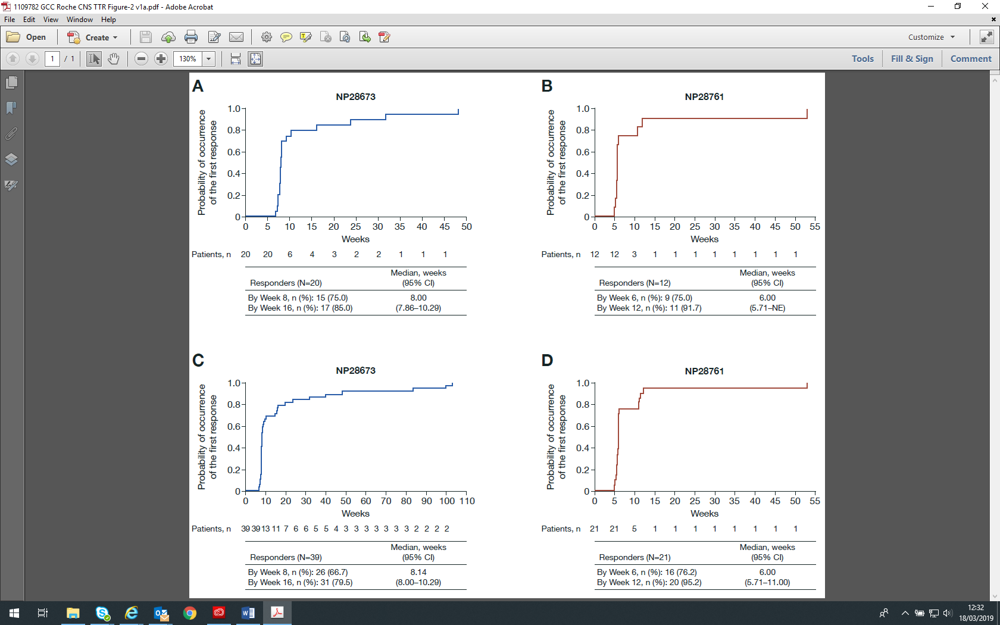 1109782 GCC Roche CNS TTR Figure-2 v1a.pdf - Adobe Acrobat
File Edit View Window Help
Open Create Customize
1 / 1 130% Tools Fill & Sign Comment
A
NP28673
Probability of occurrence
of the first response
1.0
0.8
0.6
0.4
0.2
0
0 5 10 15 20 25 30 35 40 45 50
Weeks
Patients, n 20 20 6 4 3 2 2 1 1 1
Median, weeks
Responders (N=20) (95% CI)
By Week 8, n (%): 15 (75.0) 8.00
By Week 16, n (%): 17 (85.0) (7.86–10.29)
B
NP28761
Probability of occurrence
of the first response
1.0
0.8
0.6
0.4
0.2
0
0 5 10 15 20 25 30 35 40 45 50 55
Weeks
Patients, n 12 12 3 1 1 1 1 1 1 1 1
Median, weeks
Responders (N=12) (95% CI)
By Week 6, n (%): 9 (75.0) 6.00
By Week 12, n (%): 11 (91.7) (5.71–NE)
C
NP28673
Probability of occurrence
of the first response
1.0
0.8
0.6
0.4
0.2
0
0 10 20 30 40 50 60 70 80 90 100 110
Weeks
Patients, n 39 39 13 11 7 6 6 5 5 4 3 3 3 3 3 3 3 2 2 2 2
Median, weeks
Responders (N=39) (95% CI)
By Week 8, n (%): 26 (66.7) 8.14
By Week 16, n (%): 31 (79.5) (8.00–10.29)
D
NP28761
Probability of occurrence
of the first response
1.0
0.8
0.6
0.4
0.2
0
0 5 10 15 20 25 30 35 40 45 50 55
Weeks
Patients, n 21 21 5 1 1 1 1 1 1 1 1
Median, weeks
Responders (N=21) (95% CI)
By Week 6, n (%): 16 (76.2) 6.00
By Week 12, n (%): 20 (95.2) (5.71–11.00)
12:32
18/03/2019